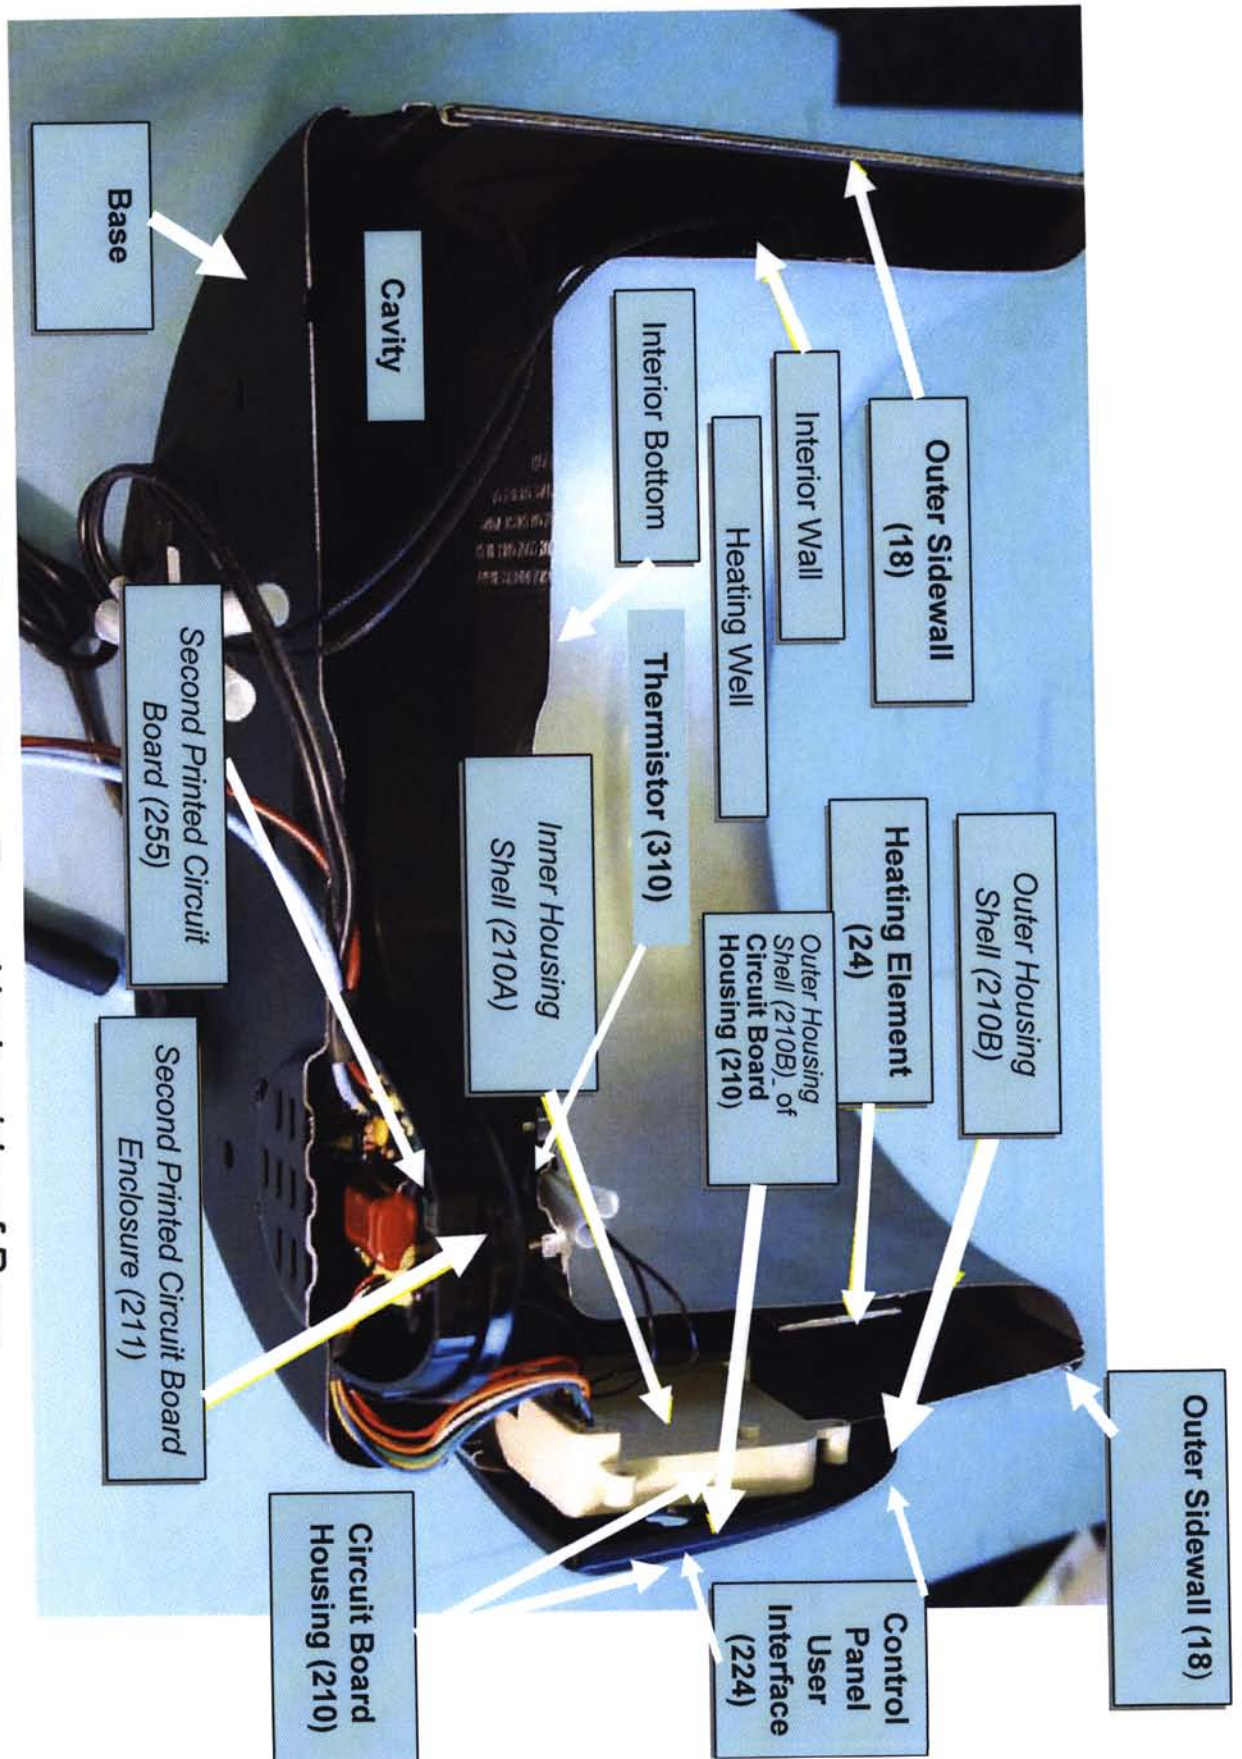 Outer Sidewall (18)
Outer Sidewall
(18)
Outer Housing
Shell (210B)
Control
Panel
User
Interface
(224)
Interior Wall
Heating Element
(24)
Heating Well
Outer Housing
Shell (210B)_ of
Circuit Board
Housing (210)
Interior Bottom
Thermistor (310)
Inner Housing
Shell (210A)
Cavity
Circuit Board
Housing (210)
Base
Second Printed Circuit
Board (255)
Second Printed Circuit Board
Enclosure (211)